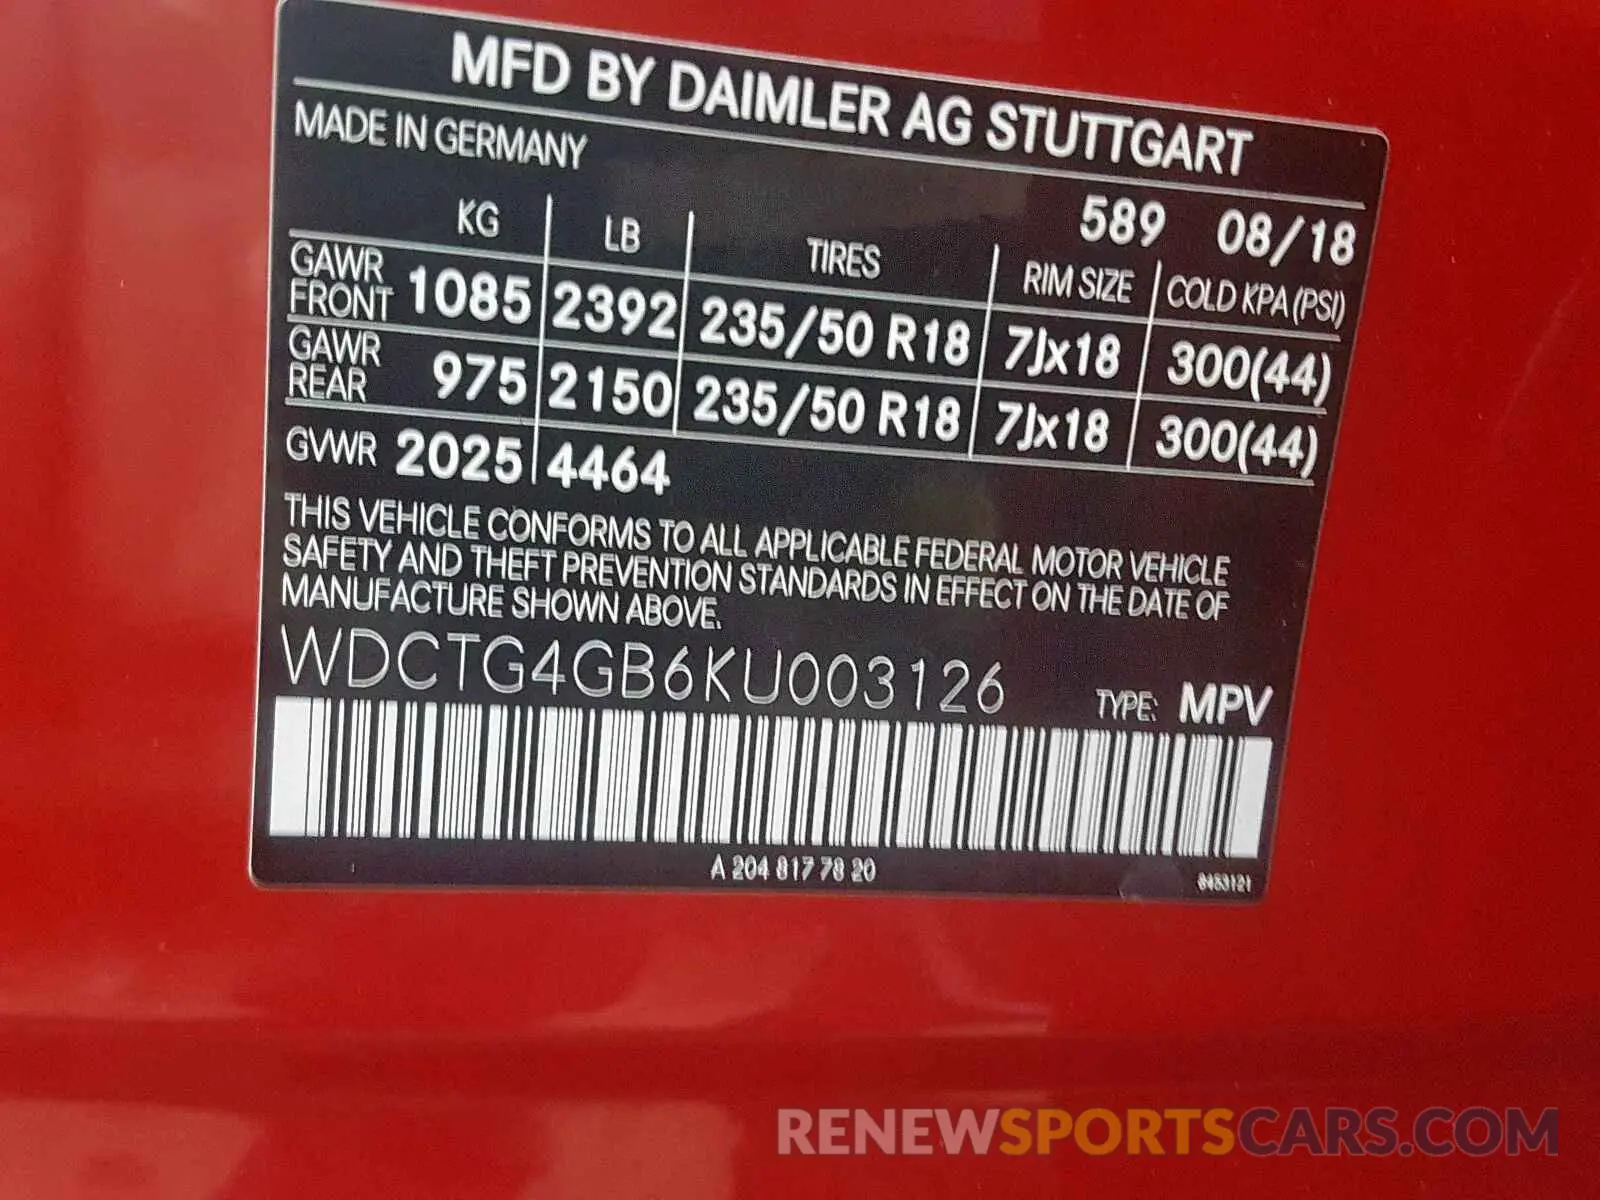 MFD BY DAIMLER AG STUTTGART
MADE IN GERMANY
589 08/18
KG LB TIRES RIM SIZE COLD KPA (PSI)
GAWR FRONT 1085 2392 235/50 R18 7Jx18 300(44)
GAWR REAR 975 2150 235/50 R18 7Jx18 300(44)
GVWR 2025 4464
THIS VEHICLE CONFORMS TO ALL APPLICABLE FEDERAL MOTOR VEHICLE
SAFETY AND THEFT PREVENTION STANDARDS IN EFFECT ON THE DATE OF
MANUFACTURE SHOWN ABOVE.
WDCTG4GB6KU003126 TYPE: MPV
A 204 817 78 20
RENEWSPORTSCARS.COM